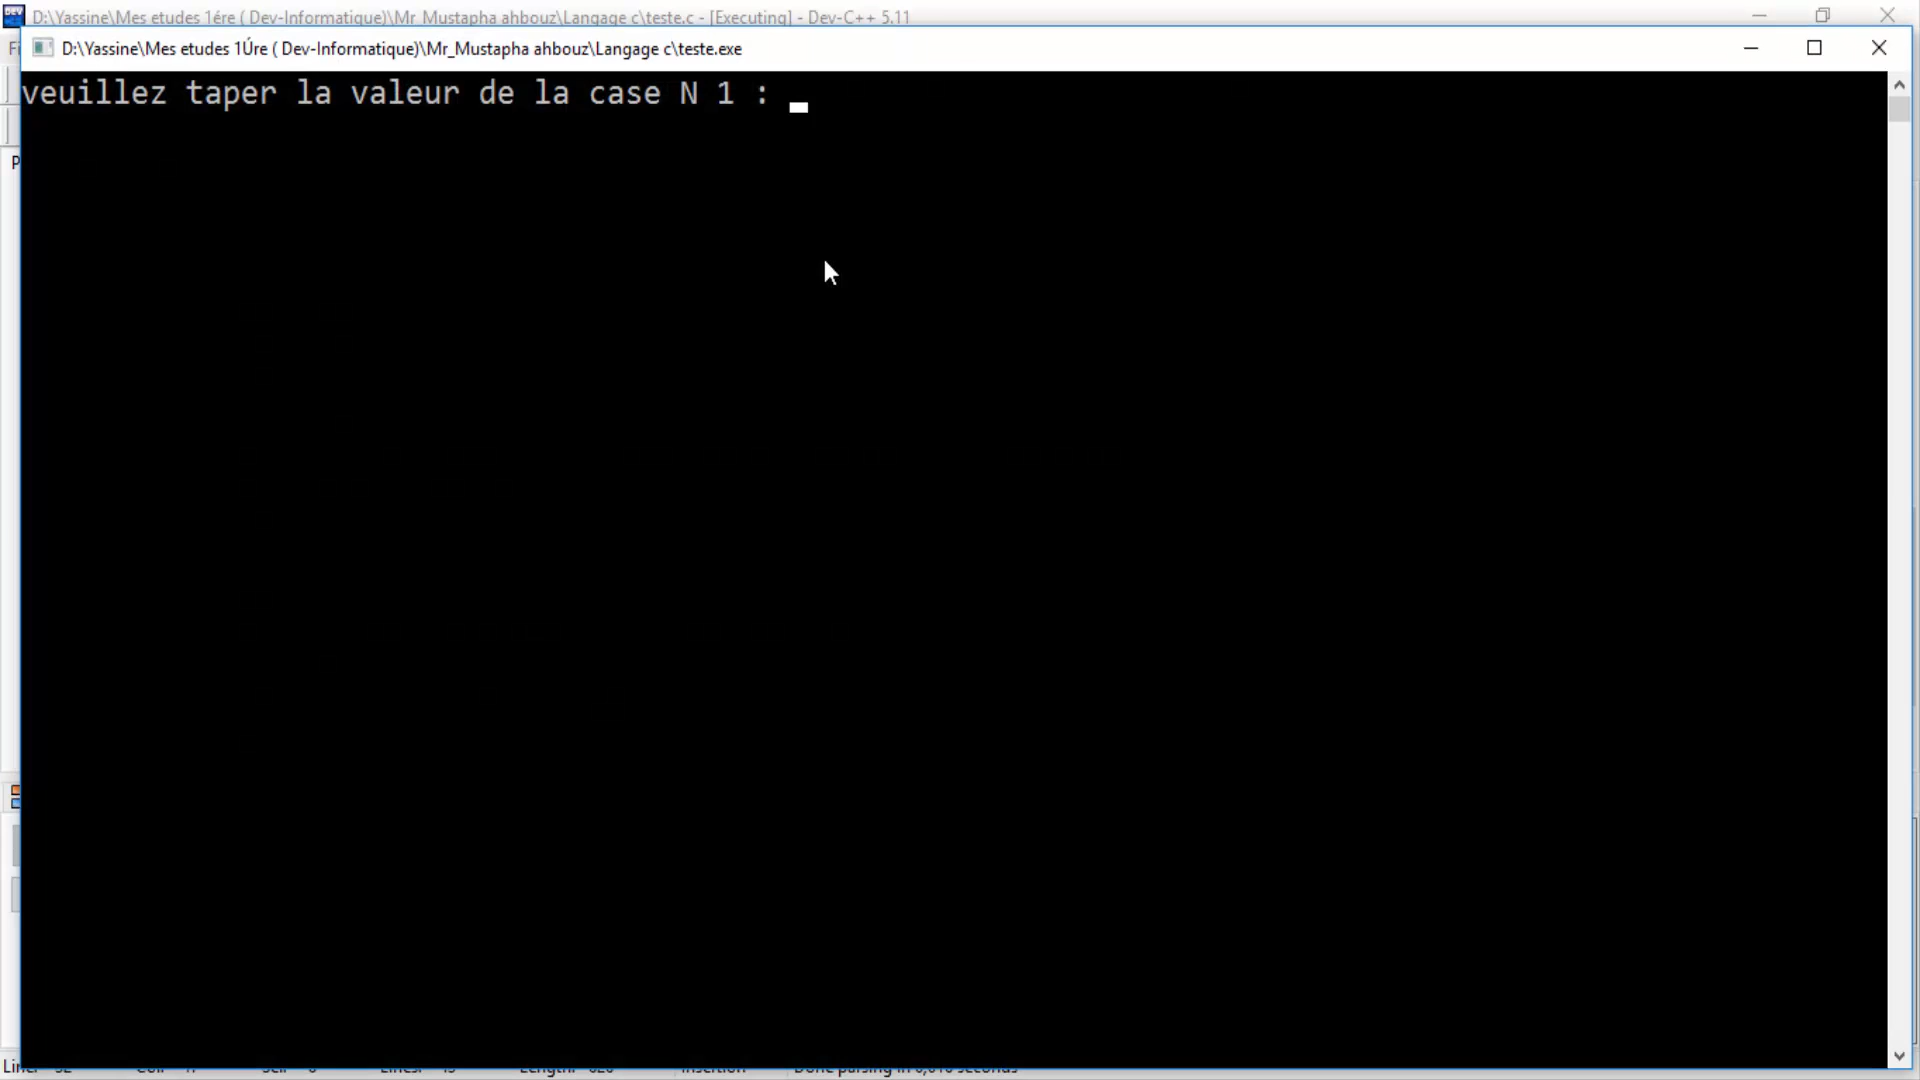 D:\Yassine\Mes etudes 1ére ( Dev-Informatique)\Mr_Mustapha ahbouz\Langage c\teste.c - [Executing] - Dev-C++ 5.11
D:\Yassine\Mes etudes 1Úre ( Dev-Informatique)\Mr_Mustapha ahbouz\Langage c\teste.exe
veuillez taper la valeur de la case N 1 :